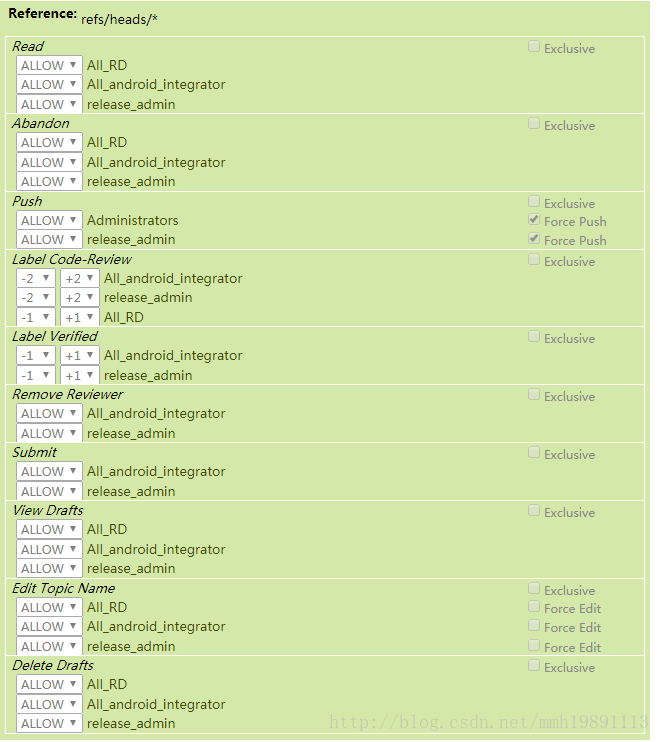 Reference: refs/heads/*
Read Exclusive
ALLOW All_RD
ALLOW All_android_integrator
ALLOW release_admin
Abandon Exclusive
ALLOW All_RD
ALLOW All_android_integrator
ALLOW release_admin
Push Exclusive
ALLOW Administrators Force Push
ALLOW release_admin Force Push
Label Code-Review Exclusive
-2 +2 All_android_integrator
-2 +2 release_admin
-1 +1 All_RD
Label Verified Exclusive
-1 +1 All_android_integrator
-1 +1 release_admin
Remove Reviewer Exclusive
ALLOW All_android_integrator
ALLOW release_admin
Submit Exclusive
ALLOW All_android_integrator
ALLOW release_admin
View Drafts Exclusive
ALLOW All_RD
ALLOW All_android_integrator
ALLOW release_admin
Edit Topic Name Exclusive
ALLOW All_RD Force Edit
ALLOW All_android_integrator Force Edit
ALLOW release_admin Force Edit
Delete Drafts Exclusive
ALLOW All_RD
ALLOW All_android_integrator
ALLOW release_admin
http://blog.csdn.net/mmh19891113